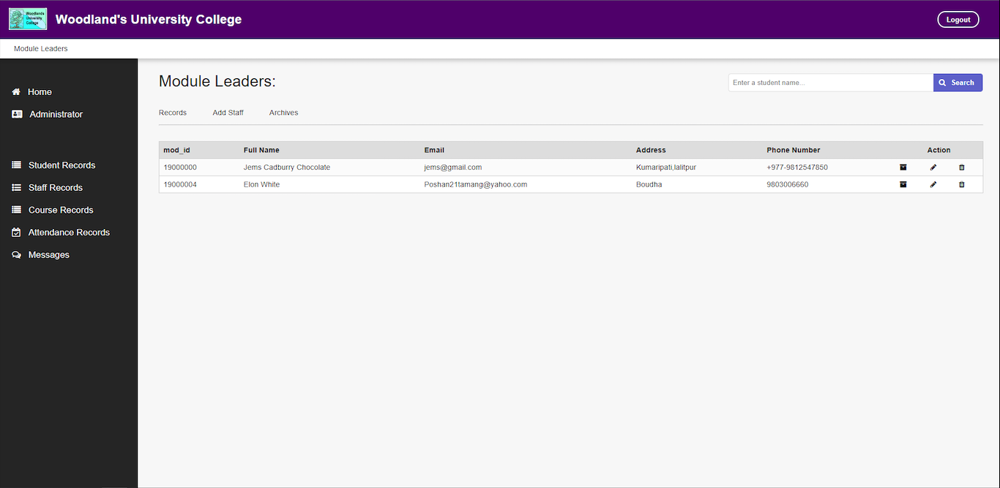 Woodlands
University
College
Woodland's University College
Logout
Module Leaders
Home
Administrator
Student Records
Staff Records
Course Records
Attendance Records
Messages
Module Leaders:
Enter a student name...
Search
Records Add Staff Archives
mod_id Full Name Email Address Phone Number Action
19000000 Jems Cadburry Chocolate jems@gmail.com Kumaripati,lalitpur +977-9812547850
19000004 Elon White Poshan21tamang@yahoo.com Boudha 9803006660